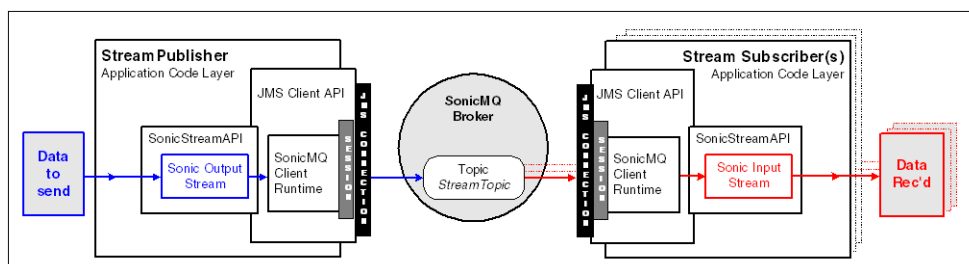 Stream Publisher
Application Code Layer
JMS Client API
SonicStreamAPI
Data
to
send
Sonic Output
Stream
SonicMQ
Client
Runtime
SESSION
JMS CONNECTION
SonicMQ
Broker
Topic
StreamTopic
Stream Subscriber(s)
Application Code Layer
JMS Client API
JMS CONNECTION
SESSION
SonicMQ
Client
Runtime
SonicStreamAPI
Sonic Input
Stream
Data
Rec'd